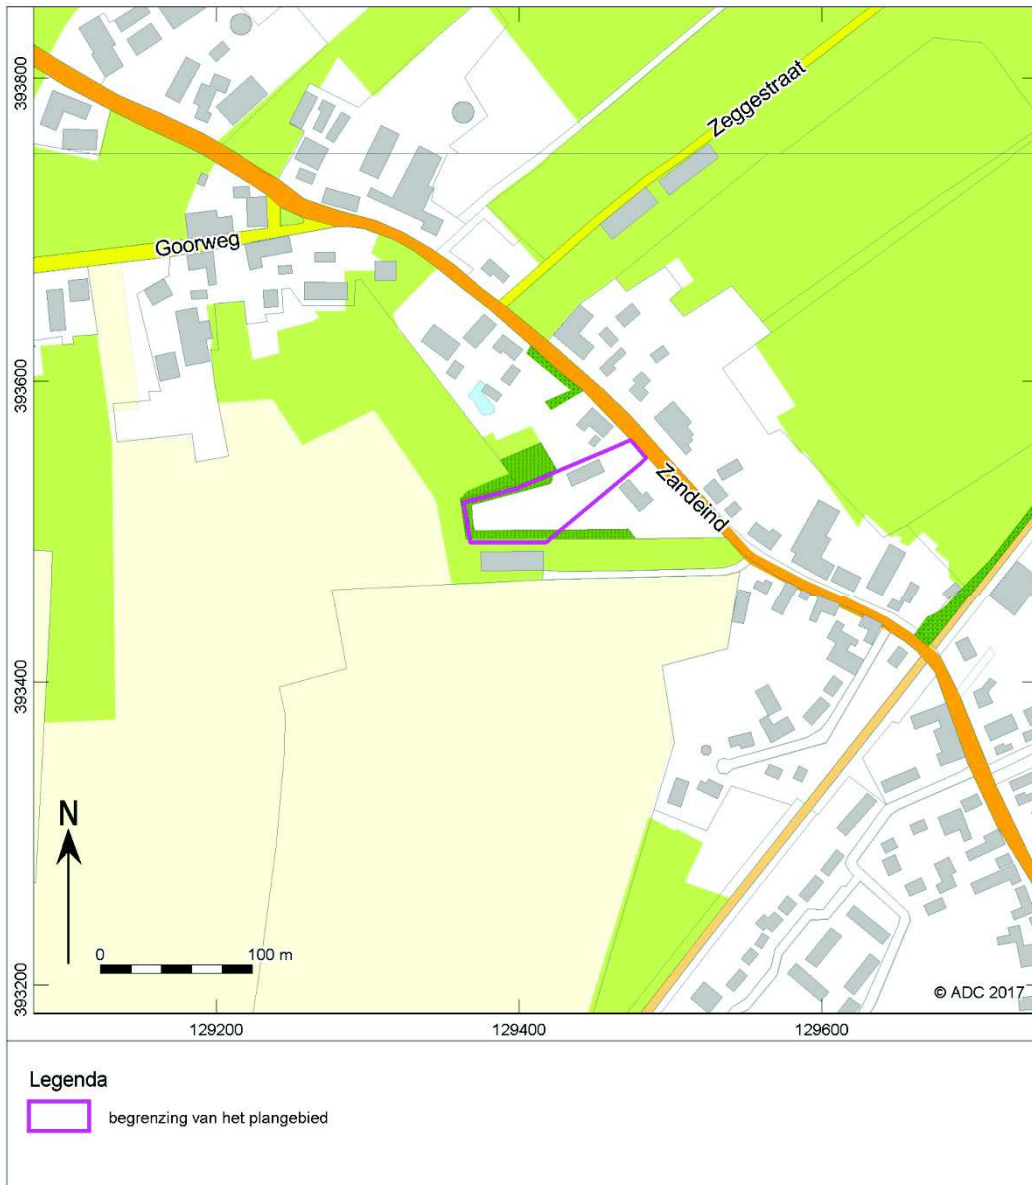 393800
Zeggestraat
Goorweg
393600
Zandeind
393400
N
0 100 m
393200
© ADC 2017
129200 129400 129600
Legenda
begrenzing van het plangebied